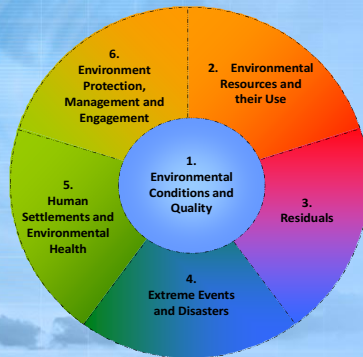 1.
Environmental
Conditions and
Quality
2. Environmental
Resources and
their Use
3.
Residuals
4.
Extreme Events
and Disasters
5.
Human
Settlements and
Environmental
Health
6.
Environment
Protection,
Management and
Engagement